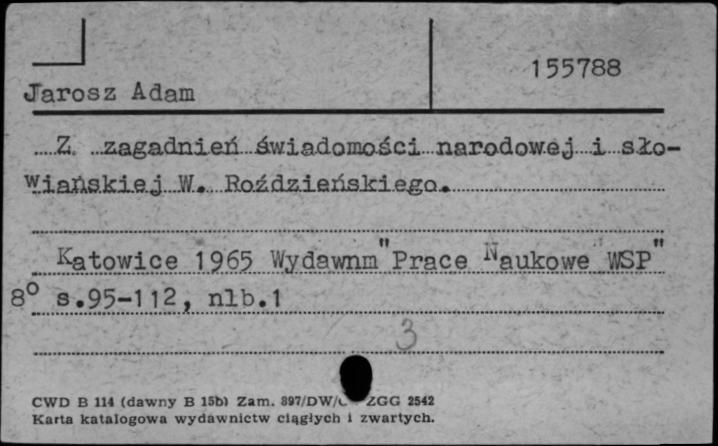 155788
Jarosz Adam
Z zagadnień świadomości narodowej i sło-
wiańskiej W. Roździeńskiego.
Katowice 1965 Wydawnm "Prace Naukowe WSP"
8° s.95-112, nlb.1
3
CWD B 114 (dawny B 15b) Zam. 897/DW/ ZGG 2542
Karta katalogowa wydawnictw ciągłych i zwartych.